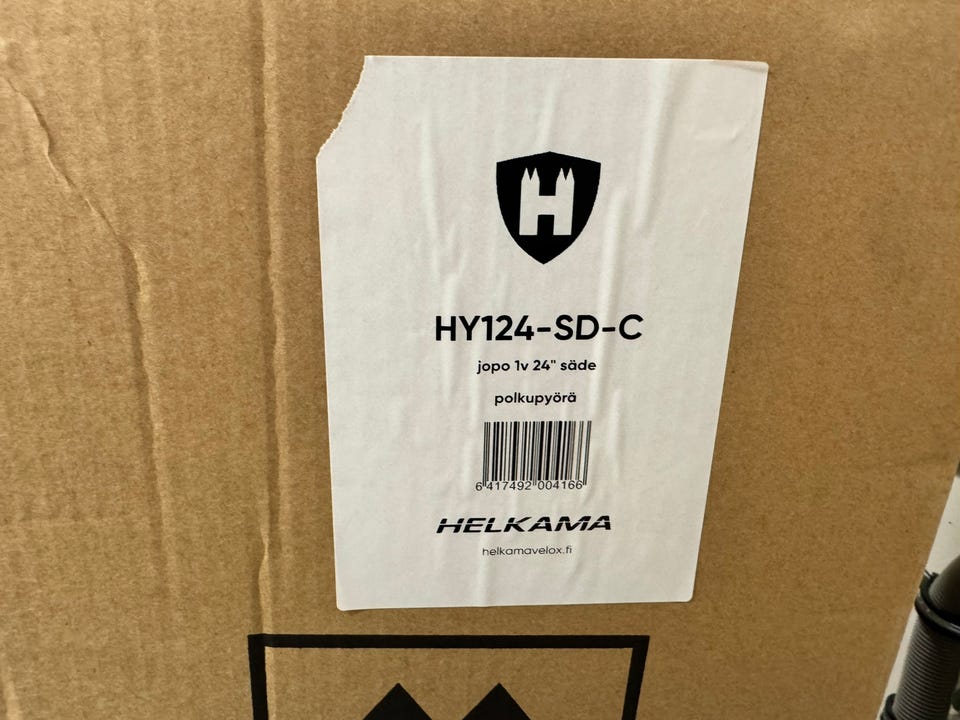 H
HY124-SD-C
jopo 1v 24" säde
polkupyörä
6 417492 004166
HELKAMA
helkamavelox.fi